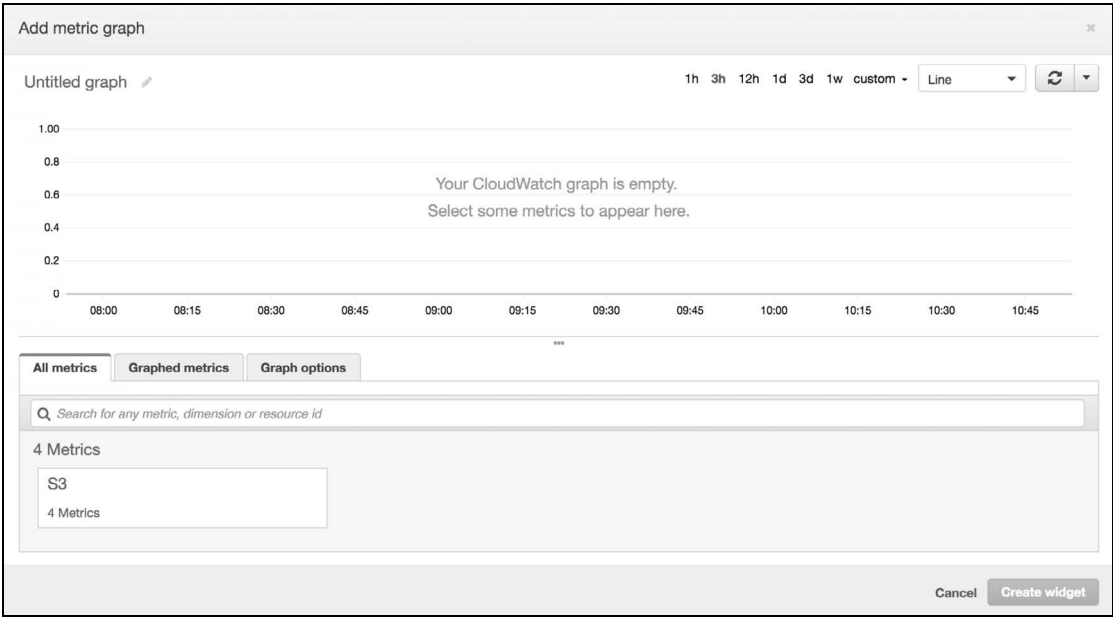 Add metric graph ×
Untitled graph 1h 3h 12h 1d 3d 1w custom Line
1.00
0.8
0.6
0.4
0.2
0
Your CloudWatch graph is empty.
Select some metrics to appear here.
08:00 08:15 08:30 08:45 09:00 09:15 09:30 09:45 10:00 10:15 10:30 10:45
All metrics Graphed metrics Graph options
Search for any metric, dimension or resource id
4 Metrics
S3
4 Metrics
Cancel Create widget